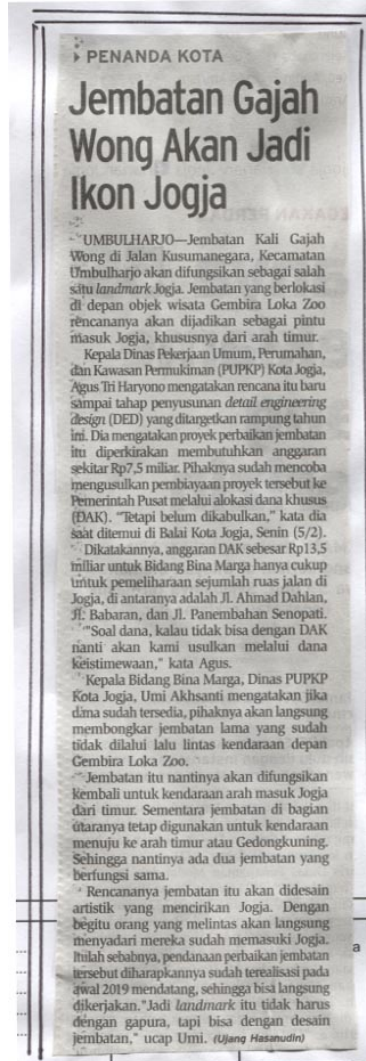 PENANDA KOTA
Jembatan Gajah
Wong Akan Jadi
Ikon Jogja
UMBULHARJO—Jembatan Kali Gajah
Wong di Jalan Kusumanegara, Kecamatan
Umbulharjo akan difungsikan sebagai salah
satu landmark Jogja. Jembatan yang berlokasi
di depan objek wisata Gembira Loka Zoo
rencananya akan dijadikan sebagai pintu
masuk Jogja, khususnya dari arah timur.
Kepala Dinas Pekerjaan Umum, Perumahan,
dan Kawasan Permukiman (PUPKP) Kota Jogja,
Agus Tri Haryono mengatakan rencana itu baru
sampai tahap penyusunan detail engineering
design (DED) yang ditargetkan rampung tahun
ini. Dia mengatakan proyek perbaikan jembatan
itu diperkirakan membutuhkan anggaran
sekitar Rp7,5 miliar. Pihaknya sudah mencoba
mengusulkan pembiayaan proyek tersebut ke
Pemerintah Pusat melalui alokasi dana khusus
(DAK). "Tetapi belum dikabulkan," kata dia
saat ditemui di Balai Kota Jogja, Senin (5/2).
Dikatakannya, anggaran DAK sebesar Rp13,5
miliar untuk Bidang Bina Marga hanya cukup
untuk pemeliharaan sejumlah ruas jalan di
Jogja, di antaranya adalah Jl. Ahmad Dahlan,
Jl. Babaran, dan Jl. Panembahan Senopati.
"Soal dana, kalau tidak bisa dengan DAK
nanti akan kami usulkan melalui dana
keistimewaan," kata Agus.
Kepala Bidang Bina Marga, Dinas PUPKP
Kota Jogja, Umi Akhsanti mengatakan jika
dana sudah tersedia, pihaknya akan langsung
membongkar jembatan lama yang sudah
tidak dilalui lalu lintas kendaraan depan
Gembira Loka Zoo.
"Jembatan itu nantinya akan difungsikan
kembali untuk kendaraan arah masuk Jogja
dari timur. Sementara jembatan di bagian
utaranya tetap digunakan untuk kendaraan
menuju ke arah timur atau Gedongkuning.
Sehingga nantinya ada dua jembatan yang
berfungsi sama.
Rencananya jembatan itu akan didesain
artistik yang mencirikan Jogja. Dengan
begitu orang yang melintas akan langsung
menyadari mereka sudah memasuki Jogja.
Itulah sebabnya, pendanaan perbaikan jembatan
tersebut diharapkannya sudah terealisasi pada
awal 2019 mendatang, sehingga bisa langsung
dikerjakan."Jadi landmark itu tidak harus
dengan gapura, tapi bisa dengan desain
jembatan," ucap Umi. (Ujang Hasanudin)